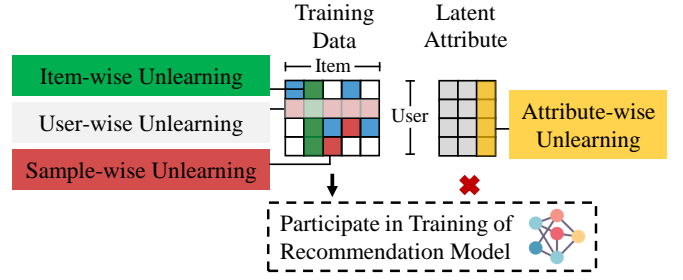 Training
Data
Latent
Attribute
Item
Item-wise Unlearning
User-wise Unlearning
Sample-wise Unlearning
User
Attribute-wise
Unlearning
Participate in Training of
Recommendation Model